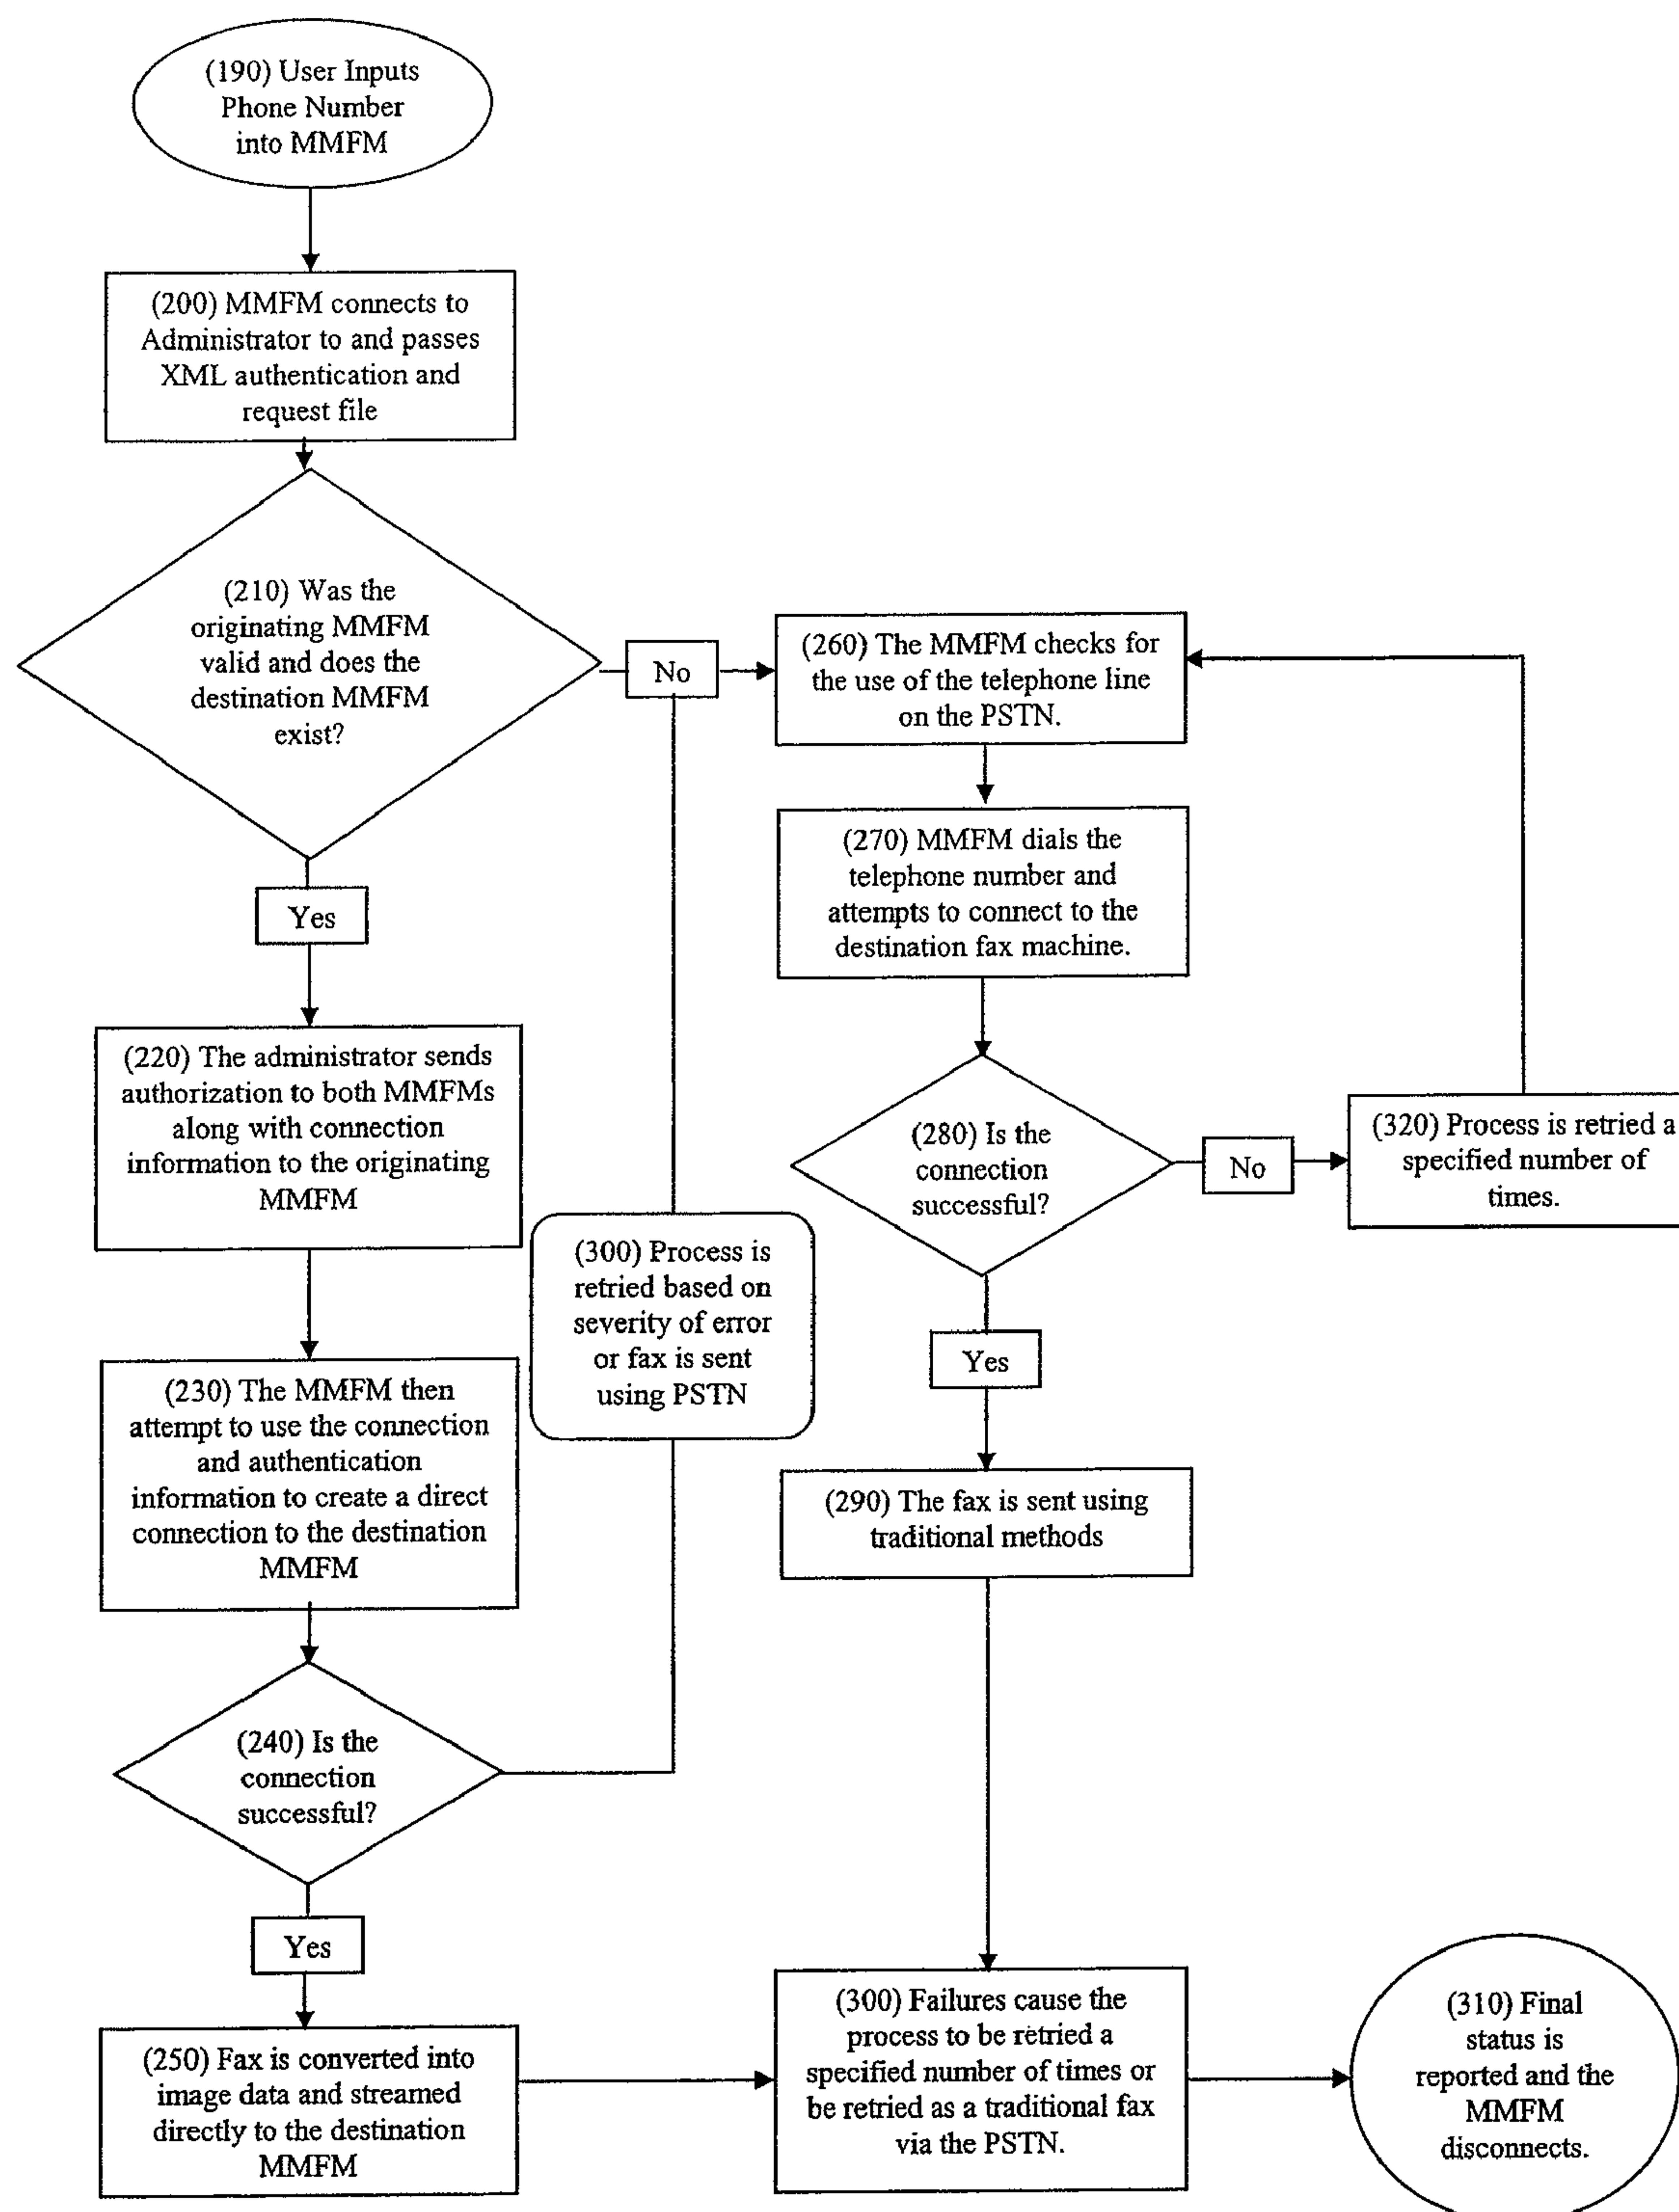 (190) User Inputs
Phone Number
into MMFM
(200) MMFM connects to
Administrator to and passes
XML authentication and
request file
(210) Was the
originating MMFM
valid and does the
destination MMFM
exist?
No
Yes
(220) The administrator sends
authorization to both MMFMs
along with connection
information to the originating
MMFM
(230) The MMFM then
attempt to use the connection
and authentication
information to create a direct
connection to the destination
MMFM
(240) Is the
connection
successful?
Yes
(250) Fax is converted into
image data and streamed
directly to the destination
MMFM
(300) Process is
retried based on
severity of error
or fax is sent
using PSTN
(260) The MMFM checks for
the use of the telephone line
on the PSTN.
(270) MMFM dials the
telephone number and
attempts to connect to the
destination fax machine.
(280) Is the
connection
successful?
No
(320) Process is retried a
specified number of
times.
Yes
(290) The fax is sent using
traditional methods
(300) Failures cause the
process to be retried a
specified number of times or
be retried as a traditional fax
via the PSTN.
(310) Final
status is
reported and the
MMFM
disconnects.